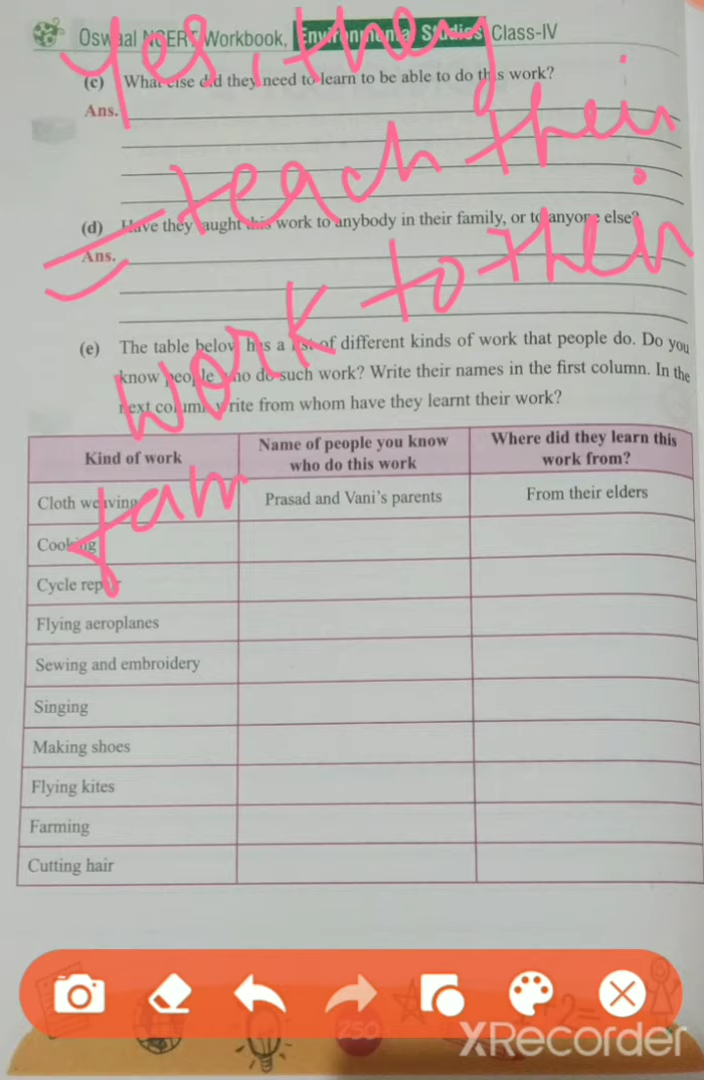 Oswaal NCERT Workbook, Environmental Studies Class-IV
Yes, they
(c) What else did they need to learn to be able to do this work?
Ans.
teach their
(d) Have they taught this work to anybody in their family, or to anyone else?
Ans.
work to their
(e) The table below has a list of different kinds of work that people do. Do you
know people who do such work? Write their names in the first column. In the
next column write from whom have they learnt their work?
Kind of work
Name of people you know
who do this work
Where did they learn this
work from?
fam
Cloth weaving
Prasad and Vani's parents
From their elders
Cooking
Cycle repair
Flying aeroplanes
Sewing and embroidery
Singing
Making shoes
Flying kites
Farming
Cutting hair
250
+2=
XRecorder